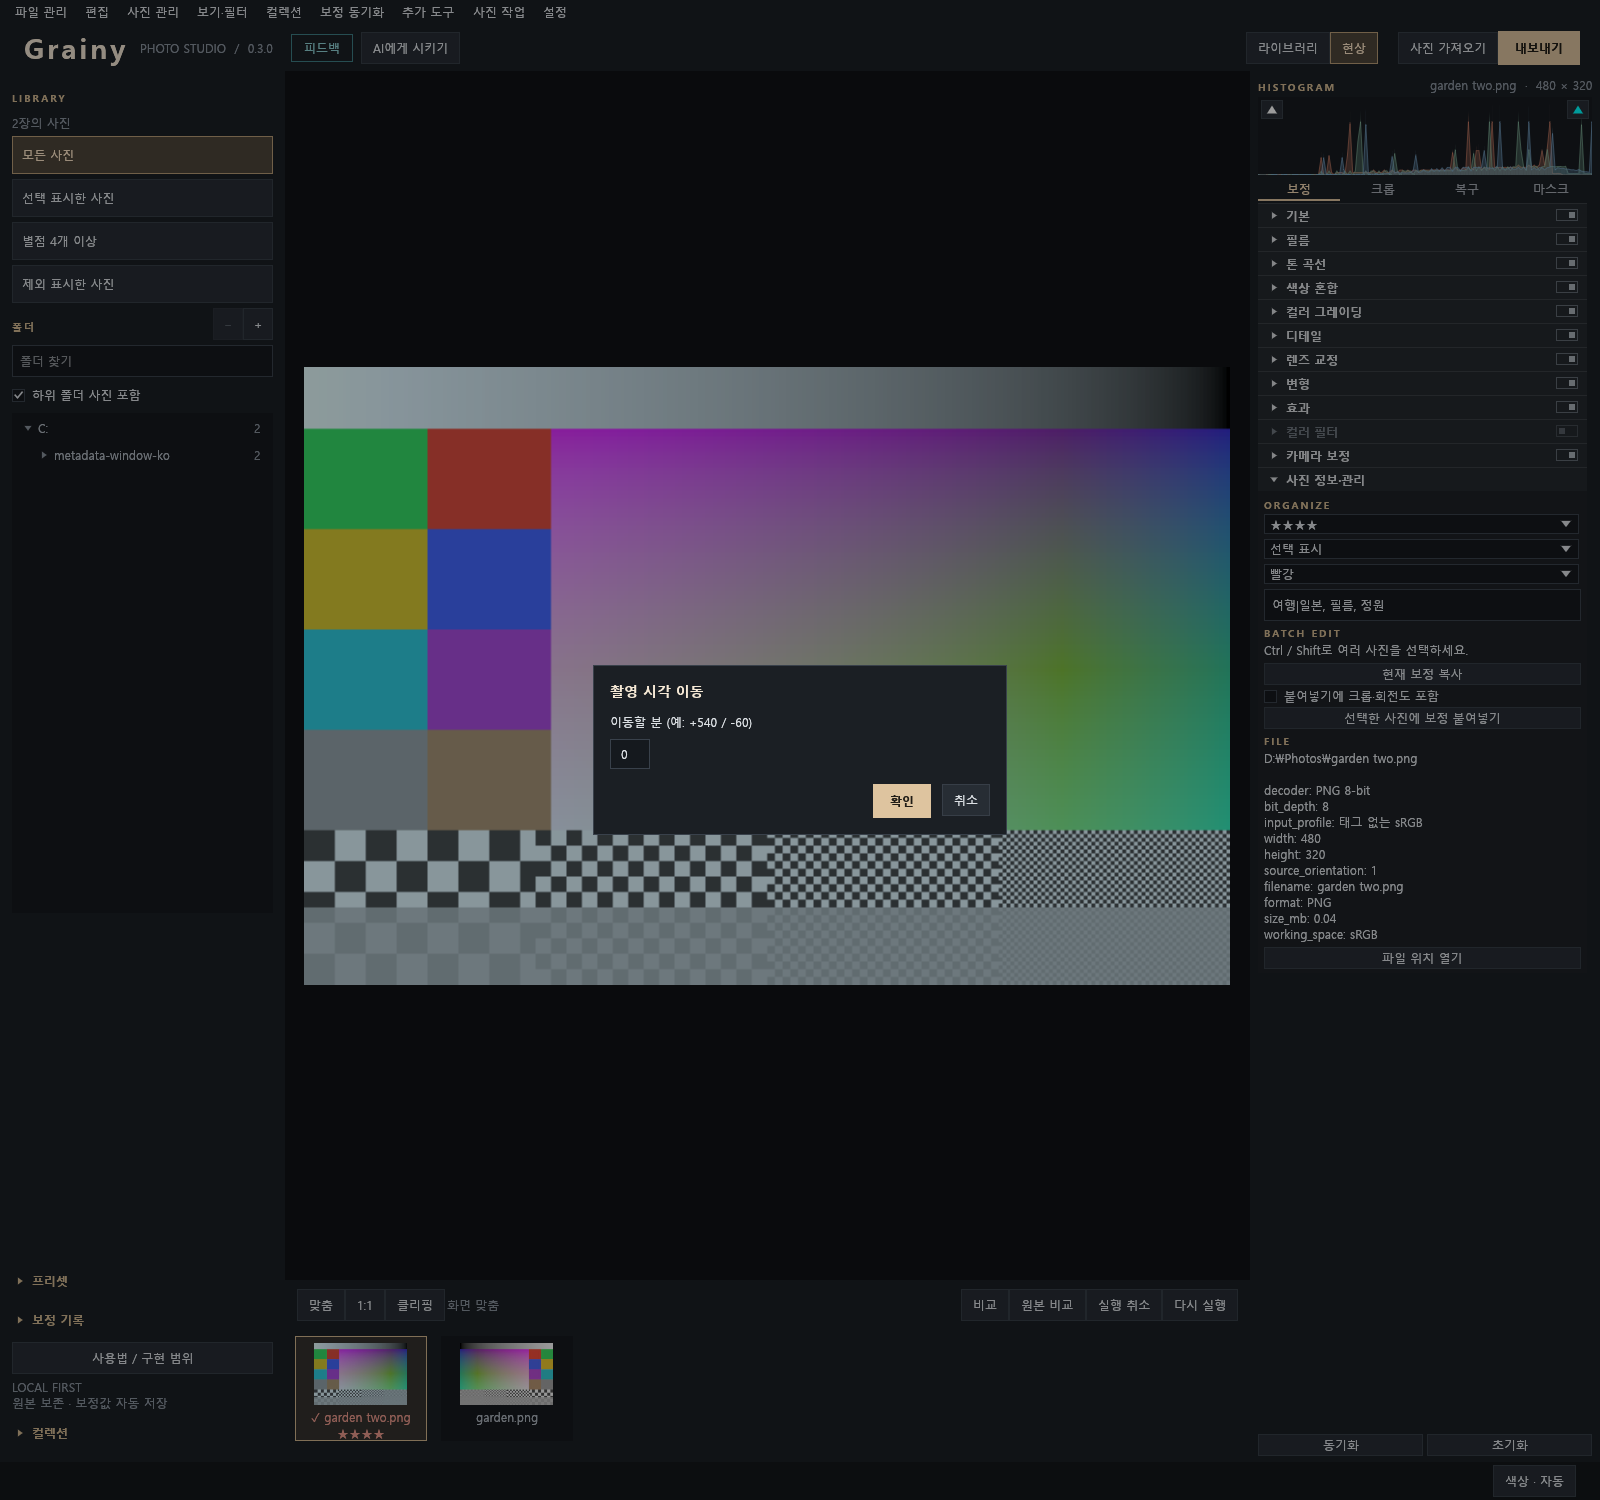 파일 관리 편집 사진 관리 보기·필터 컬렉션 보정 동기화 추가 도구 사진 작업 설정
Grainy PHOTO STUDIO / 0.3.0 피드백 AI에게 시키기 라이브러리 현상 사진 가져오기 내보내기
LIBRARY
2장의 사진
모든 사진
선택 표시한 사진
별점 4개 이상
제외 표시한 사진
폴더 − +
폴더 찾기
하위 폴더 사진 포함
C: 2
metadata-window-ko 2
프리셋
보정 기록
사용법 / 구현 범위
LOCAL FIRST
원본 보존 · 보정값 자동 저장
컬렉션
촬영 시각 이동
이동할 분 (예: +540 / -60)
0
확인 취소
맞춤 1:1 클리핑 화면 맞춤 비교 원본 비교 실행 취소 다시 실행
✓ garden two.png
★★★★
garden.png
HISTOGRAM garden two.png · 480 × 320
보정 크롭 복구 마스크
기본
필름
톤 곡선
색상 혼합
컬러 그레이딩
디테일
렌즈 교정
변형
효과
컬러 필터
카메라 보정
사진 정보·관리
ORGANIZE
★★★★
선택 표시
빨강
여행|일본, 필름, 정원
BATCH EDIT
Ctrl / Shift로 여러 사진을 선택하세요.
현재 보정 복사
붙여넣기에 크롭·회전도 포함
선택한 사진에 보정 붙여넣기
FILE
D:₩Photos₩garden two.png
decoder: PNG 8-bit
bit_depth: 8
input_profile: 태그 없는 sRGB
width: 480
height: 320
source_orientation: 1
filename: garden two.png
format: PNG
size_mb: 0.04
working_space: sRGB
파일 위치 열기
동기화 초기화
색상 · 자동